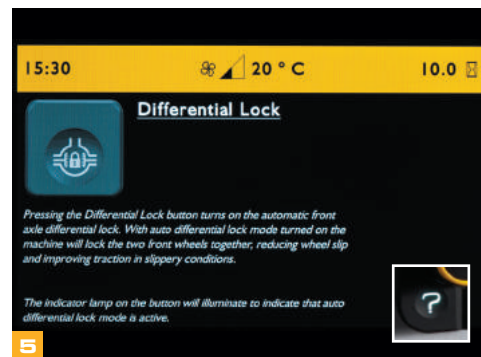 15:30 20 ° C 10.0
Differential Lock
Pressing the Differential Lock button turns on the automatic front
axle differential lock. With auto differential lock mode turned on the
machine will lock the two front wheels together, reducing wheel slip
and improving traction in slippery conditions.
The indicator lamp on the button will illuminate to indicate that auto
differential lock mode is active.
?
5